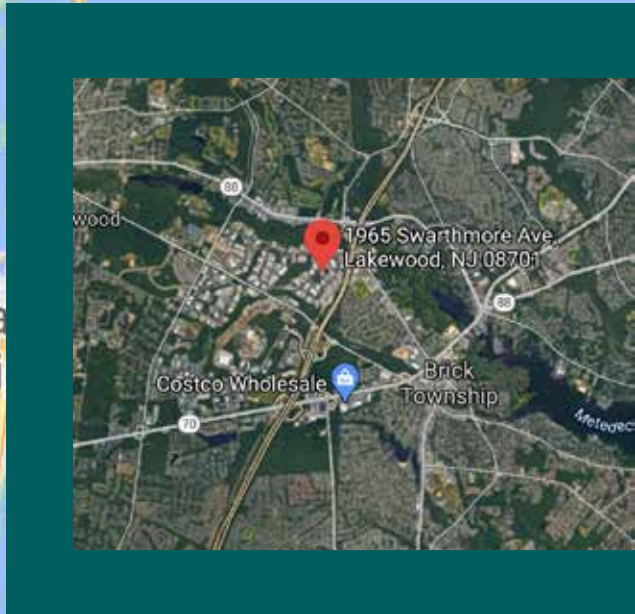 88
wood
1965 Swarthmore Ave,
Lakewood, NJ 08701
88
Costco Wholesale
Brick
Township
70